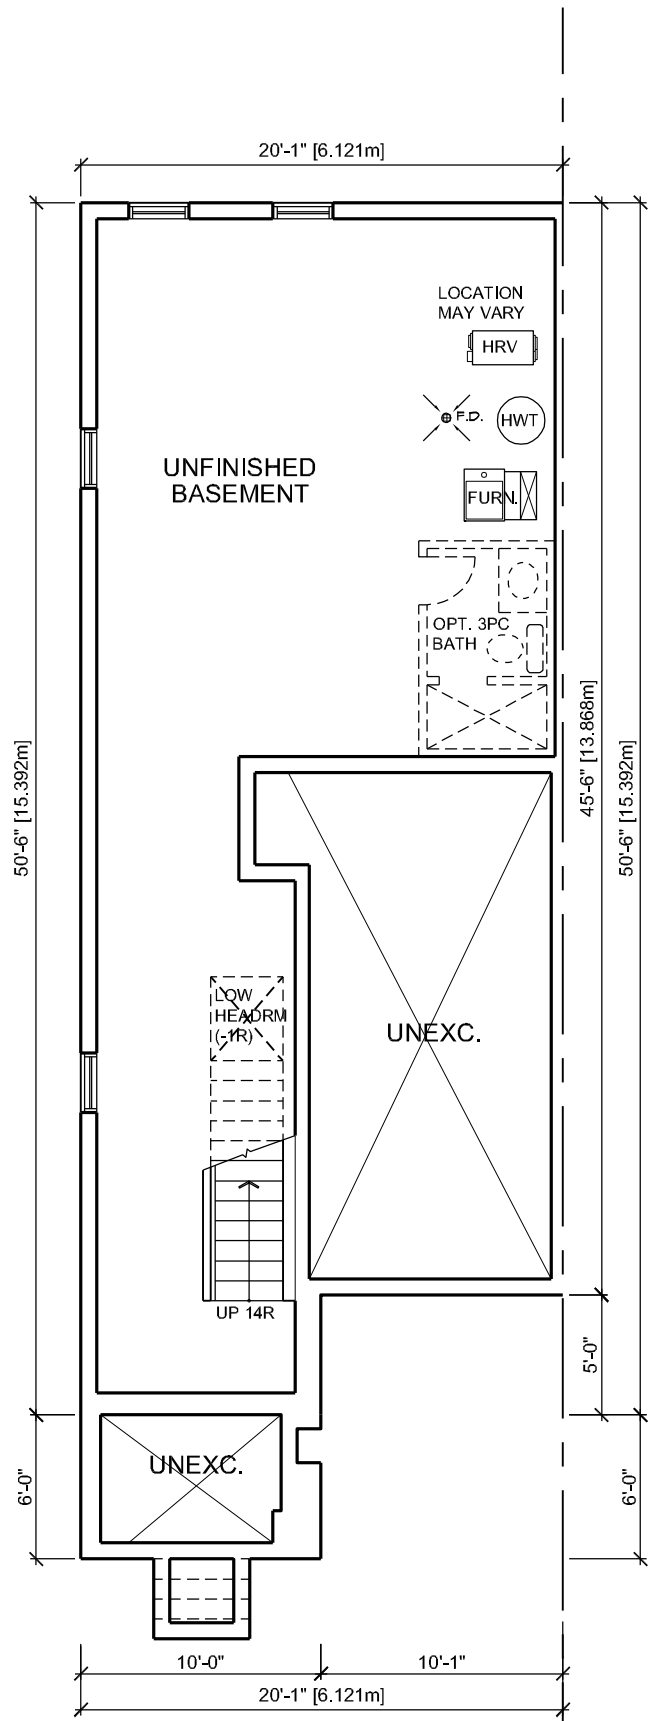 20'-1" [6.121m]
LOCATION
MAY VARY
HRV
F.D.
HWT
UNFINISHED
BASEMENT
FURN.
OPT. 3PC
BATH
50'-6" [15.392m]
45'-6" [13.868m]
50'-6" [15.392m]
LOW
HEADRM
(-1R)
UNEXC.
UP 14R
5'-0"
UNEXC.
6'-0"
6'-0"
10'-0"
10'-1"
20'-1" [6.121m]